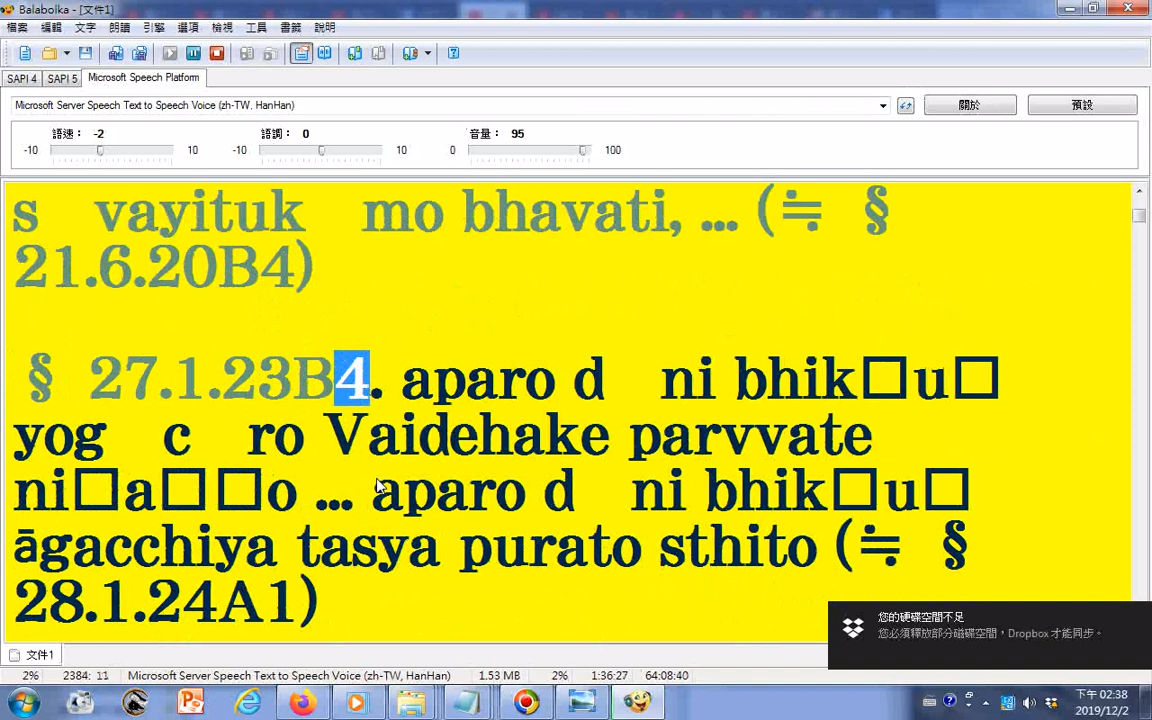 Balabolka - [文件1]
檔案 編輯 文字 朗讀 引擎 選項 檢視 工具 書籤 說明
SAPI 4 SAPI 5 Microsoft Speech Platform
Microsoft Server Speech Text to Speech Voice (zh-TW, HanHan) 關於 預設
語速： -2 語調： 0 音量： 95
-10 10 -10 10 0 100
s vayituk mo bhavati, ... (≒ §
21.6.20B4)
§ 27.1.23B4. aparo d ni bhik□u□
yog c ro Vaidehake parvvate
ni□a□□o ... aparo d ni bhik□u□
āgacchiya tasya purato sthito (≒ §
28.1.24A1)
您的硬碟空間不足
您必須釋放部分磁碟空間，Dropbox 才能同步。
文件1
2% 2384: 11 Microsoft Server Speech Text to Speech Voice (zh-TW, HanHan) 1.53 MB 2% 1:36:27 64:08:40
下午 02:38
2019/12/2